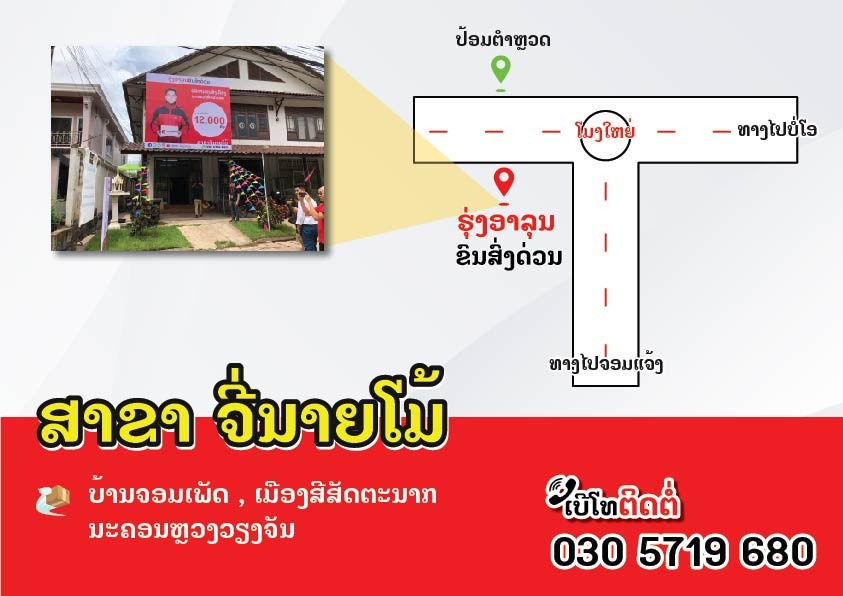 ປ້ອມຕຳຫຼວດ
ໂມງໃຫຍ່
ທາງໄປບໍ່ໂອ
ຮຸ່ງອາລຸນ
ຂົນສົ່ງດ່ວນ
ທາງໄປຈອມແຈ້ງ
12.000
ສາຂາ ຈີ່ນາຍໂມ້
ບ້ານຈອມເພັດ , ເມືອງສີສັດຕະນາກ
ນະຄອນຫຼວງວຽງຈັນ
ເບີໂທຕິດຕໍ່
030 5719 680